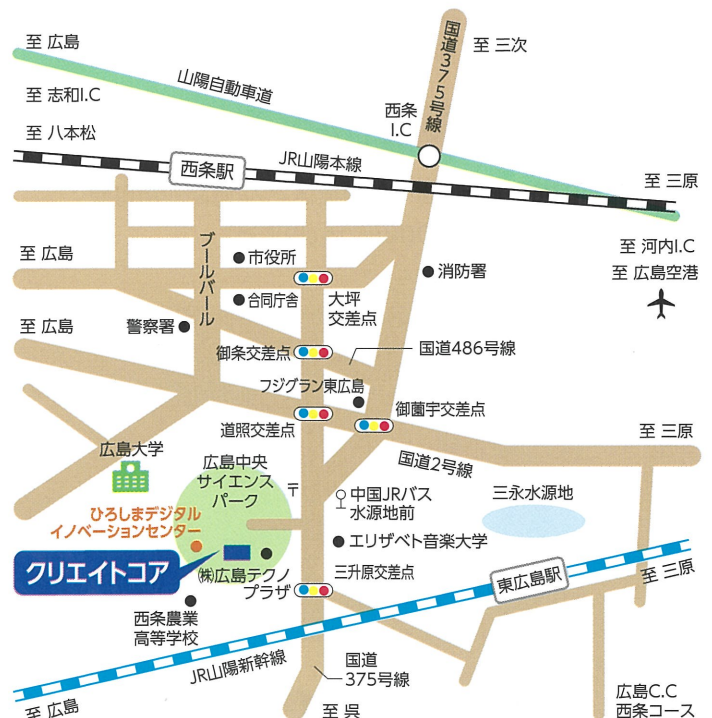 至 広島
国道375号線
至 三次
山陽自動車道
至 志和I.C
西条
I.C
至 八本松
JR山陽本線
西条駅
至 三原
至 河内I.C
至 広島空港
至 広島
ブールバール
市役所
消防署
合同庁舎
大坪
交差点
至 広島
警察署
御条交差点
国道486号線
フジグラン東広島
御薗宇交差点
道照交差点
至 三原
国道2号線
広島大学
広島中央
サイエンス
パーク
〒
中国JRバス
水源地前
三永水源地
ひろしまデジタル
イノベーションセンター
エリザベト音楽大学
クリエイトコア
㈱広島テクノ
プラザ
三升原交差点
東広島駅
至 三原
西条農業
高等学校
JR山陽新幹線
国道
375号線
至 広島
至 呉
広島C.C
西条コース